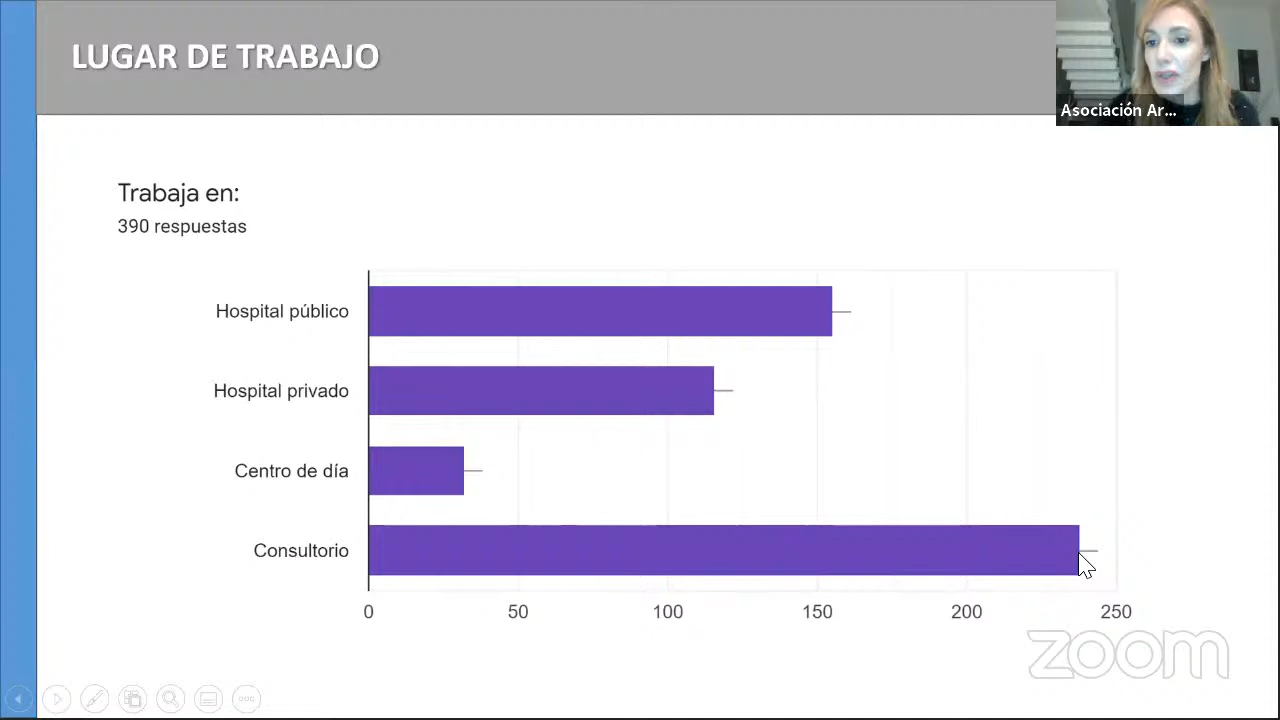 LUGAR DE TRABAJO
Asociación Ar...
Trabaja en:
390 respuestas
Hospital público
Hospital privado
Centro de día
Consultorio
0 50 100 150 200 250
zoom